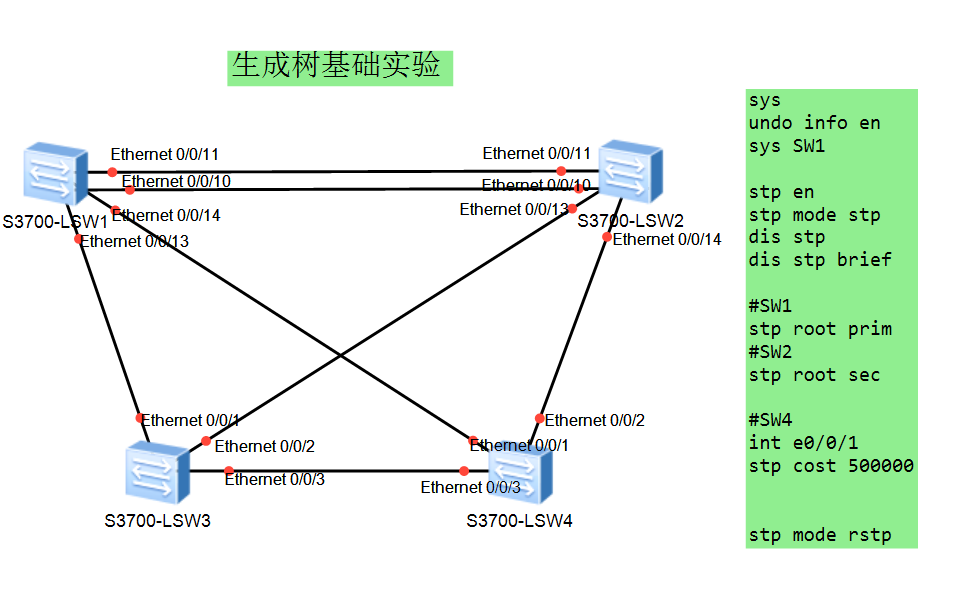 生成树基础实验
Ethernet 0/0/11
Ethernet 0/0/11
Ethernet 0/0/10
Ethernet 0/0/10
S3700-LSW1
Ethernet 0/0/14
Ethernet 0/0/13
S3700-LSW2
Ethernet 0/0/13
Ethernet 0/0/14
Ethernet 0/0/1
Ethernet 0/0/2
Ethernet 0/0/1
Ethernet 0/0/2
Ethernet 0/0/3
Ethernet 0/0/3
S3700-LSW3
S3700-LSW4
sys
undo info en
sys SW1
stp en
stp mode stp
dis stp
dis stp brief
#SW1
stp root prim
#SW2
stp root sec
#SW4
int e0/0/1
stp cost 500000
stp mode rstp